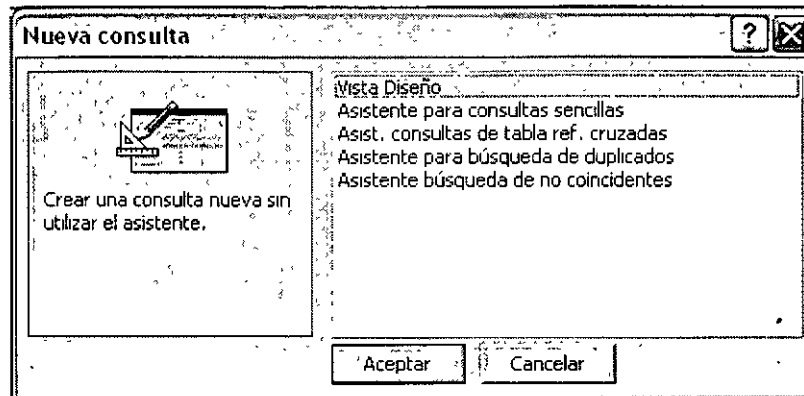 Nueva consulta
Vista Diseño
Asistente para consultas sencillas
Asist. consultas de tabla ref. cruzadas
Asistente para búsqueda de duplicados
Asistente búsqueda de no coincidentes
Crear una consulta nueva sin
utilizar el asistente.
Aceptar
Cancelar